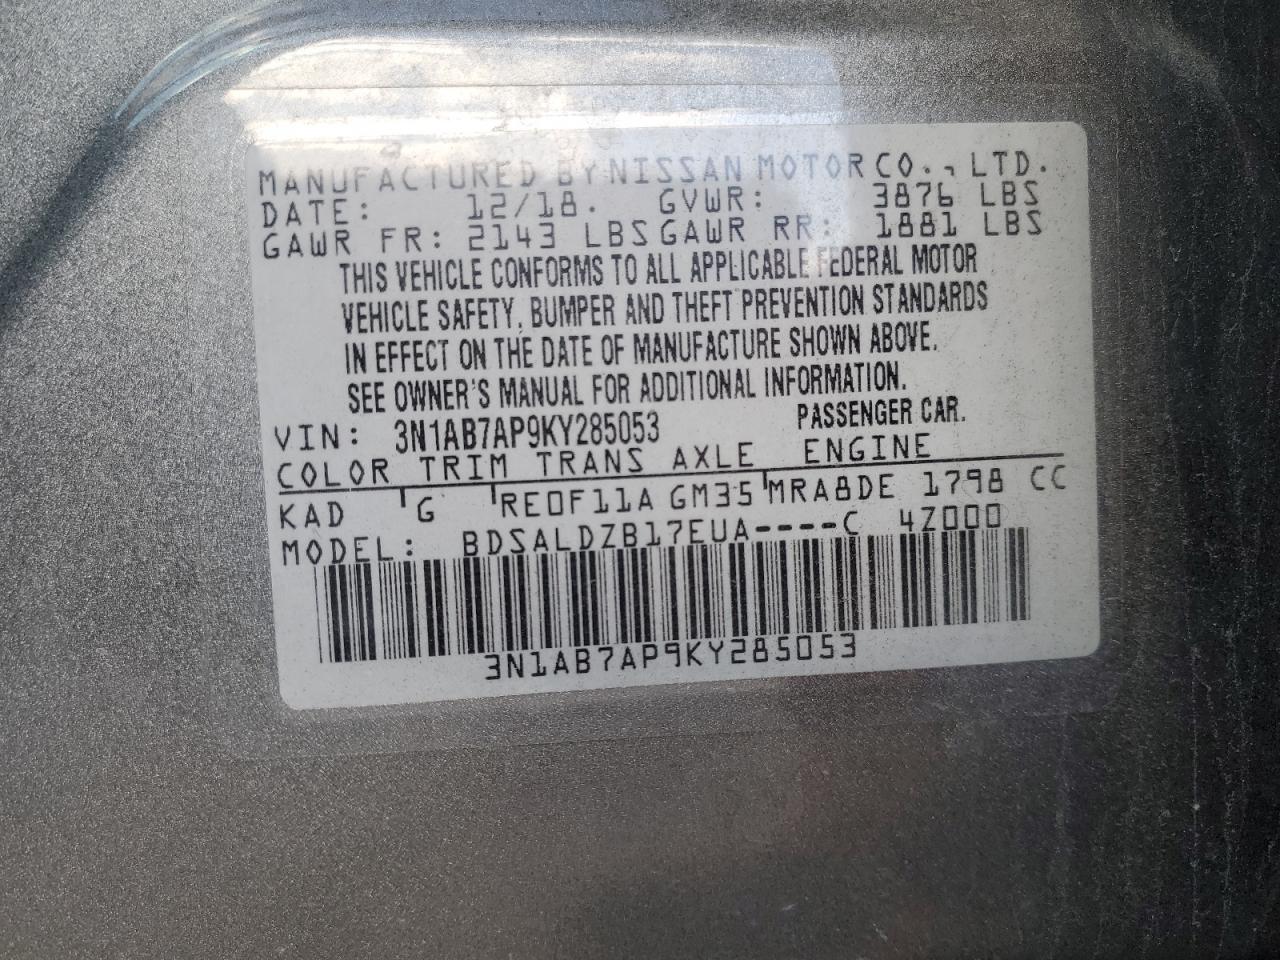 MANUFACTURED BY NISSAN MOTOR CO., LTD.
DATE: 12/18. GVWR: 3876 LBS
GAWR FR: 2143 LBS GAWR RR: 1881 LBS
THIS VEHICLE CONFORMS TO ALL APPLICABLE FEDERAL MOTOR
VEHICLE SAFETY, BUMPER AND THEFT PREVENTION STANDARDS
IN EFFECT ON THE DATE OF MANUFACTURE SHOWN ABOVE.
SEE OWNER'S MANUAL FOR ADDITIONAL INFORMATION.
VIN: 3N1AB7AP9KY285053 PASSENGER CAR.
COLOR TRIM TRANS AXLE ENGINE
KAD G RE0F11A GM35 MRA8DE 1798 CC
MODEL: BDSALDZB17EUA----C 4Z000
3N1AB7AP9KY285053